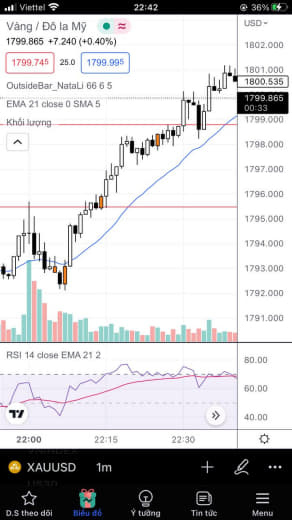 Viettel
22:42
36%
Vàng / Đô la Mỹ
1799.865 +7.240 (+0.40%)
1799.745 25.0 1799.995
OutsideBar_NataLi 66 6 5
EMA 21 close 0 SMA 5
Khối lượng
USD
1802.000
1801.000
1800.535
1799.865
00:33
1799.000
1798.000
1797.000
1796.000
1795.000
1794.000
1793.000
1792.000
1791.000
RSI 14 close EMA 21 2
80.00
60.00
40.00
22:00 22:15 22:30
XAUUSD 1m
D.S theo dõi Biểu đồ Ý tưởng Tin tức Menu